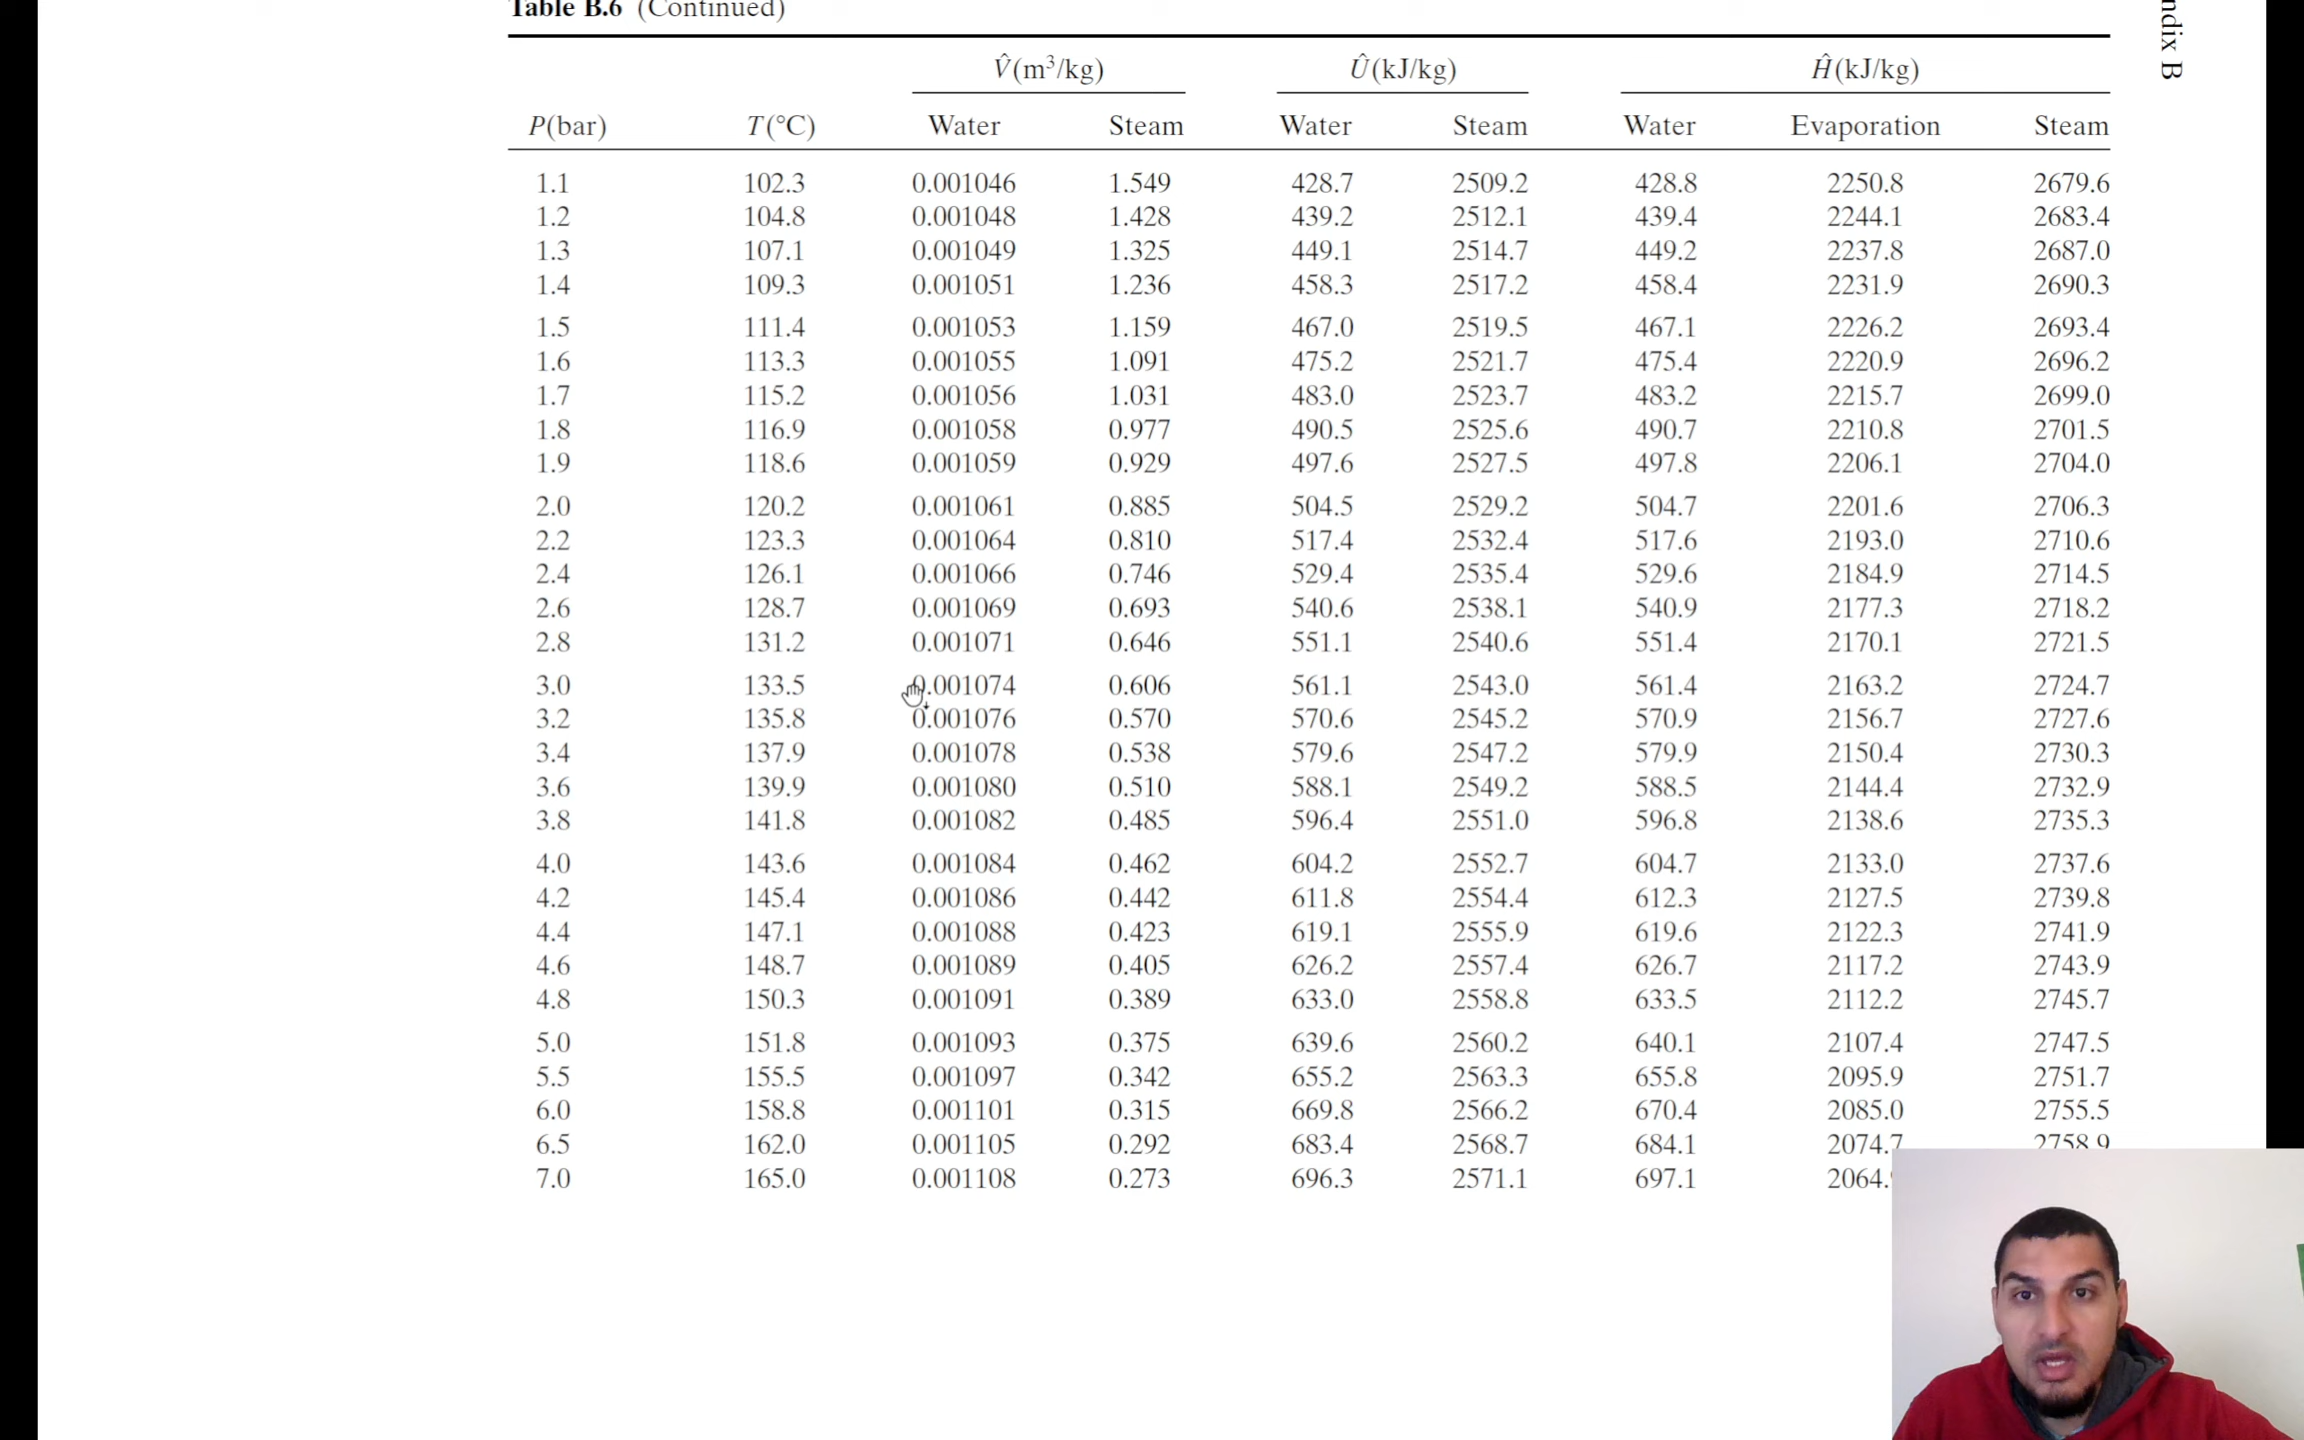 Table B.6 (Continued)
V̂(m³/kg) Û(kJ/kg) Ĥ(kJ/kg)
P(bar) T(°C) Water Steam Water Steam Water Evaporation Steam
1.1 102.3 0.001046 1.549 428.7 2509.2 428.8 2250.8 2679.6
1.2 104.8 0.001048 1.428 439.2 2512.1 439.4 2244.1 2683.4
1.3 107.1 0.001049 1.325 449.1 2514.7 449.2 2237.8 2687.0
1.4 109.3 0.001051 1.236 458.3 2517.2 458.4 2231.9 2690.3
1.5 111.4 0.001053 1.159 467.0 2519.5 467.1 2226.2 2693.4
1.6 113.3 0.001055 1.091 475.2 2521.7 475.4 2220.9 2696.2
1.7 115.2 0.001056 1.031 483.0 2523.7 483.2 2215.7 2699.0
1.8 116.9 0.001058 0.977 490.5 2525.6 490.7 2210.8 2701.5
1.9 118.6 0.001059 0.929 497.6 2527.5 497.8 2206.1 2704.0
2.0 120.2 0.001061 0.885 504.5 2529.2 504.7 2201.6 2706.3
2.2 123.3 0.001064 0.810 517.4 2532.4 517.6 2193.0 2710.6
2.4 126.1 0.001066 0.746 529.4 2535.4 529.6 2184.9 2714.5
2.6 128.7 0.001069 0.693 540.6 2538.1 540.9 2177.3 2718.2
2.8 131.2 0.001071 0.646 551.1 2540.6 551.4 2170.1 2721.5
3.0 133.5 0.001074 0.606 561.1 2543.0 561.4 2163.2 2724.7
3.2 135.8 0.001076 0.570 570.6 2545.2 570.9 2156.7 2727.6
3.4 137.9 0.001078 0.538 579.6 2547.2 579.9 2150.4 2730.3
3.6 139.9 0.001080 0.510 588.1 2549.2 588.5 2144.4 2732.9
3.8 141.8 0.001082 0.485 596.4 2551.0 596.8 2138.6 2735.3
4.0 143.6 0.001084 0.462 604.2 2552.7 604.7 2133.0 2737.6
4.2 145.4 0.001086 0.442 611.8 2554.4 612.3 2127.5 2739.8
4.4 147.1 0.001088 0.423 619.1 2555.9 619.6 2122.3 2741.9
4.6 148.7 0.001089 0.405 626.2 2557.4 626.7 2117.2 2743.9
4.8 150.3 0.001091 0.389 633.0 2558.8 633.5 2112.2 2745.7
5.0 151.8 0.001093 0.375 639.6 2560.2 640.1 2107.4 2747.5
5.5 155.5 0.001097 0.342 655.2 2563.3 655.8 2095.9 2751.7
6.0 158.8 0.001101 0.315 669.8 2566.2 670.4 2085.0 2755.5
6.5 162.0 0.001105 0.292 683.4 2568.7 684.1 2074.7 2758.9
7.0 165.0 0.001108 0.273 696.3 2571.1 697.1 2064.
ndix B